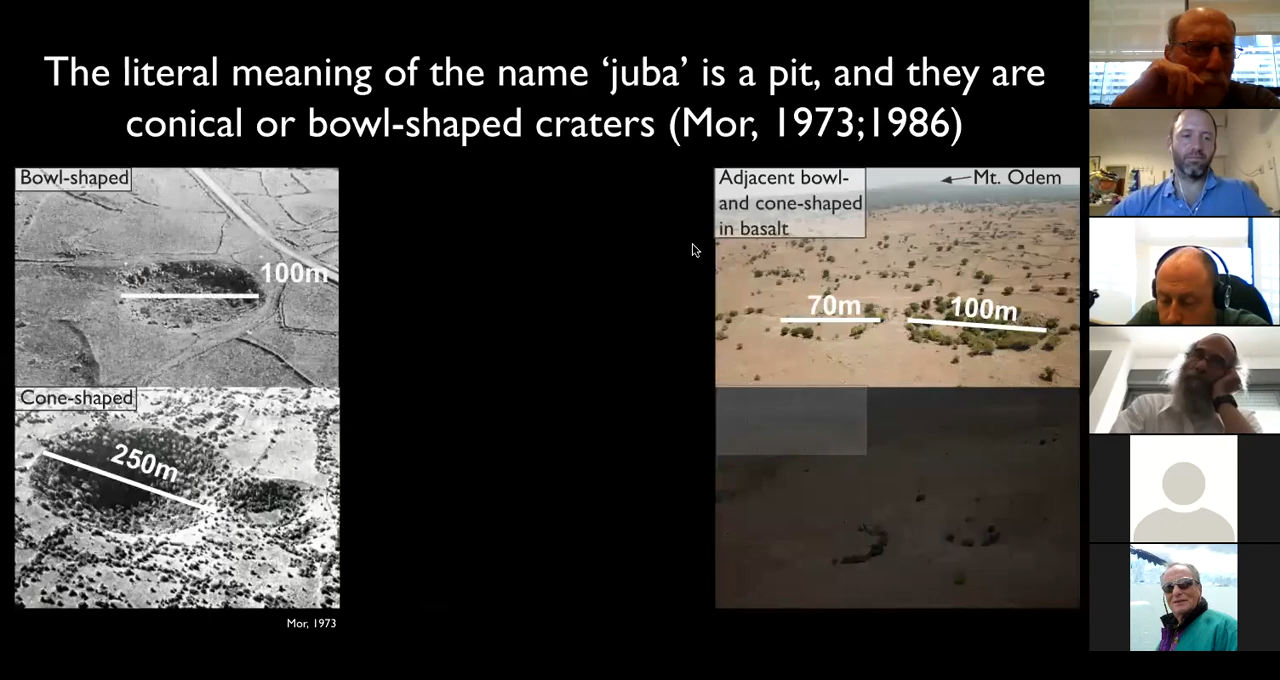 The literal meaning of the name ‘juba’ is a pit, and they are
conical or bowl-shaped craters (Mor, 1973;1986)
Bowl-shaped
100m
Cone-shaped
250m
Mor, 1973
Adjacent bowl-
and cone-shaped
in basalt
Mt. Odem
70m
100m